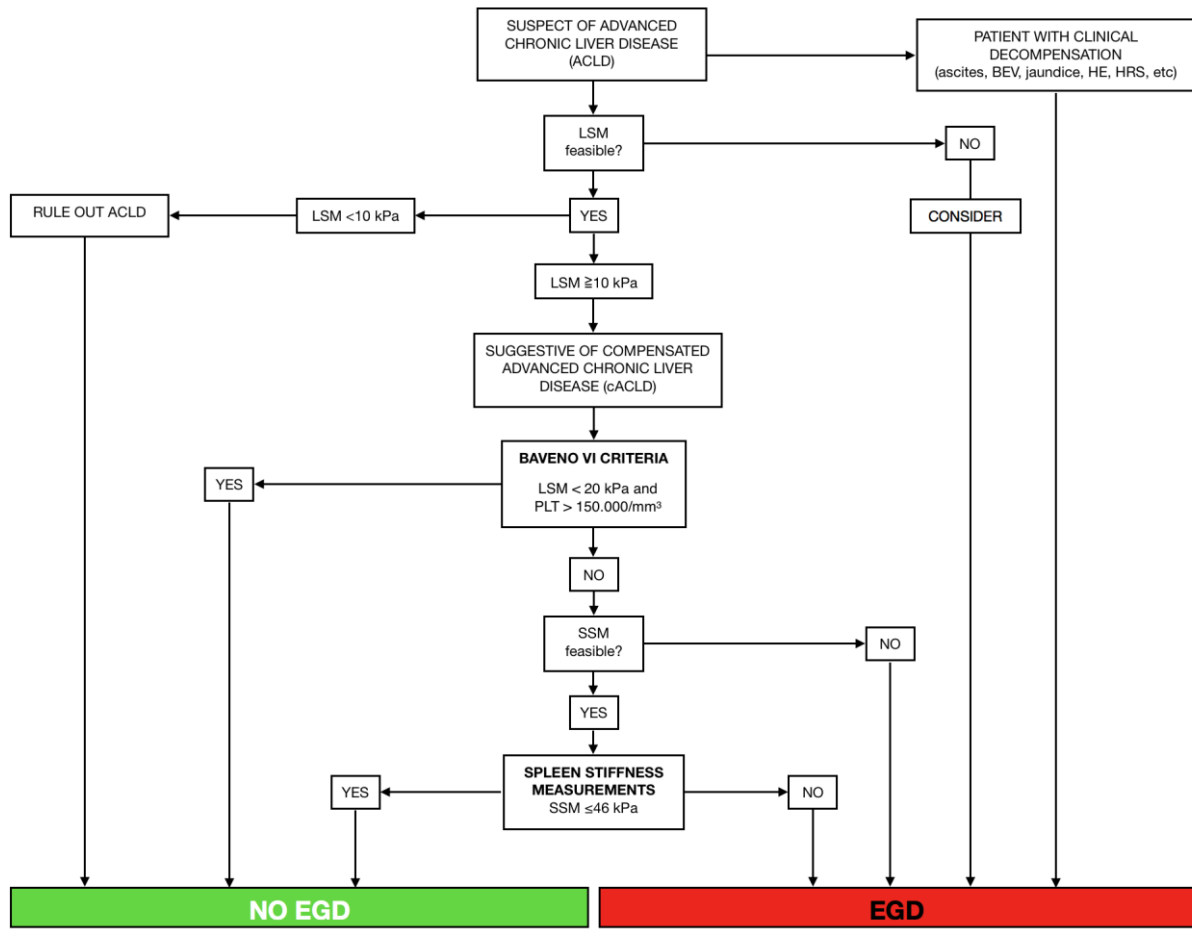 SUSPECT OF ADVANCED
CHRONIC LIVER DISEASE
(ACLD)
PATIENT WITH CLINICAL
DECOMPENSATION
(ascites, BEV, jaundice, HE, HRS, etc)
LSM
feasible?
NO
RULE OUT ACLD
LSM <10 kPa
YES
CONSIDER
LSM ≧10 kPa
SUGGESTIVE OF COMPENSATED
ADVANCED CHRONIC LIVER
DISEASE (cACLD)
BAVENO VI CRITERIA
LSM < 20 kPa and
PLT > 150.000/mm³
YES
NO
SSM
feasible?
NO
YES
SPLEEN STIFFNESS
MEASUREMENTS
SSM ≤46 kPa
YES
NO
NO EGD
EGD